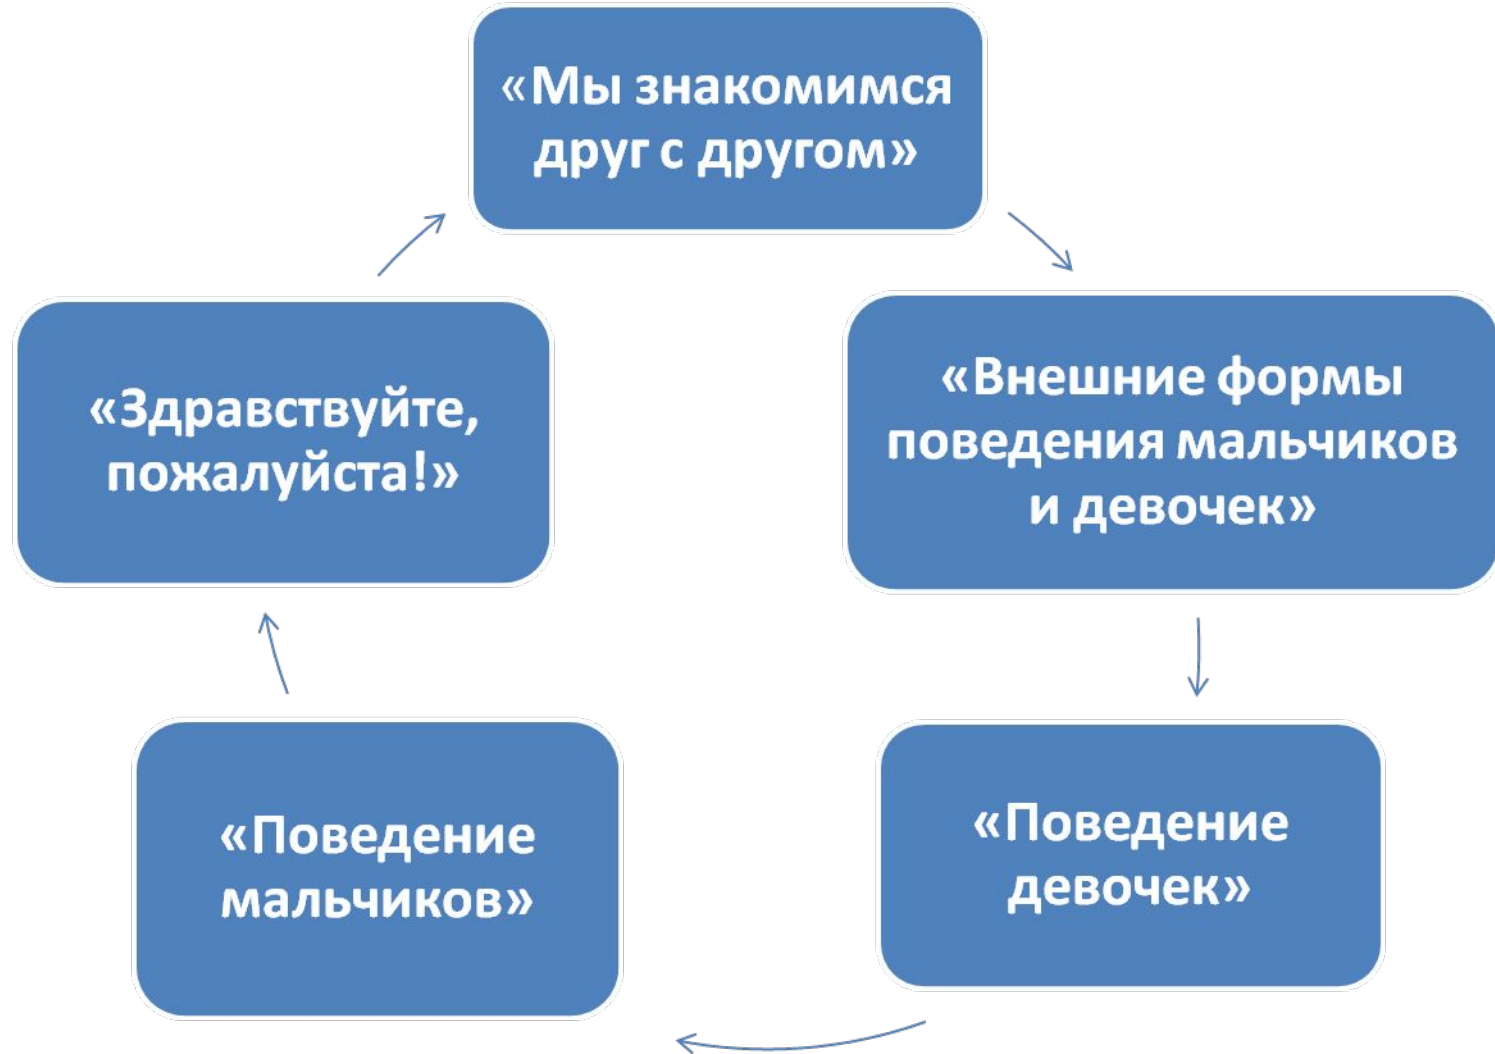 «Мы знакомимся
друг с другом»
«Внешние формы
поведения мальчиков
и девочек»
«Поведение
девочек»
«Поведение
мальчиков»
«Здравствуйте,
пожалуйста!»